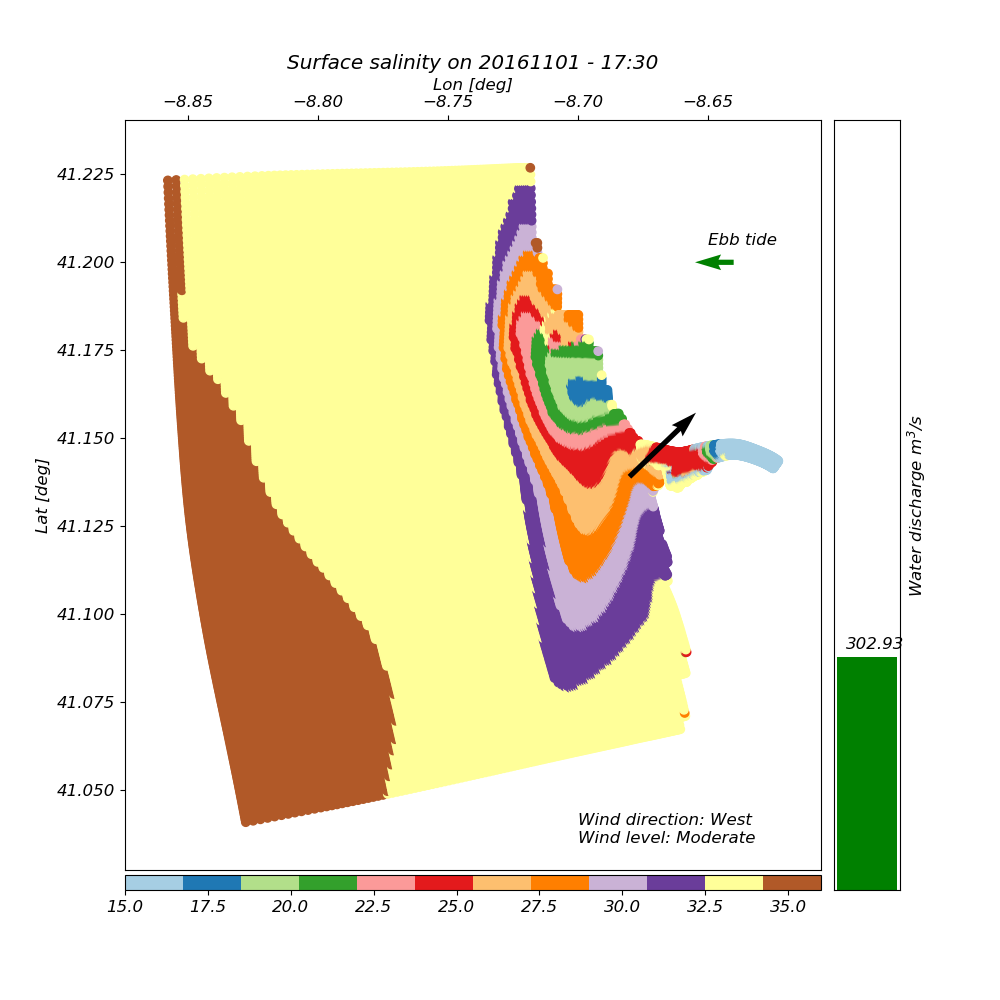 Surface salinity on 20161101 - 17:30
Lon [deg]
−8.85 −8.80 −8.75 −8.70 −8.65
41.225
Ebb tide
41.200
41.175
41.150
Lat [deg]
41.125
41.100
41.075
41.050
Water discharge m³/s
302.93
Wind direction: West
Wind level: Moderate
15.0 17.5 20.0 22.5 25.0 27.5 30.0 32.5 35.0